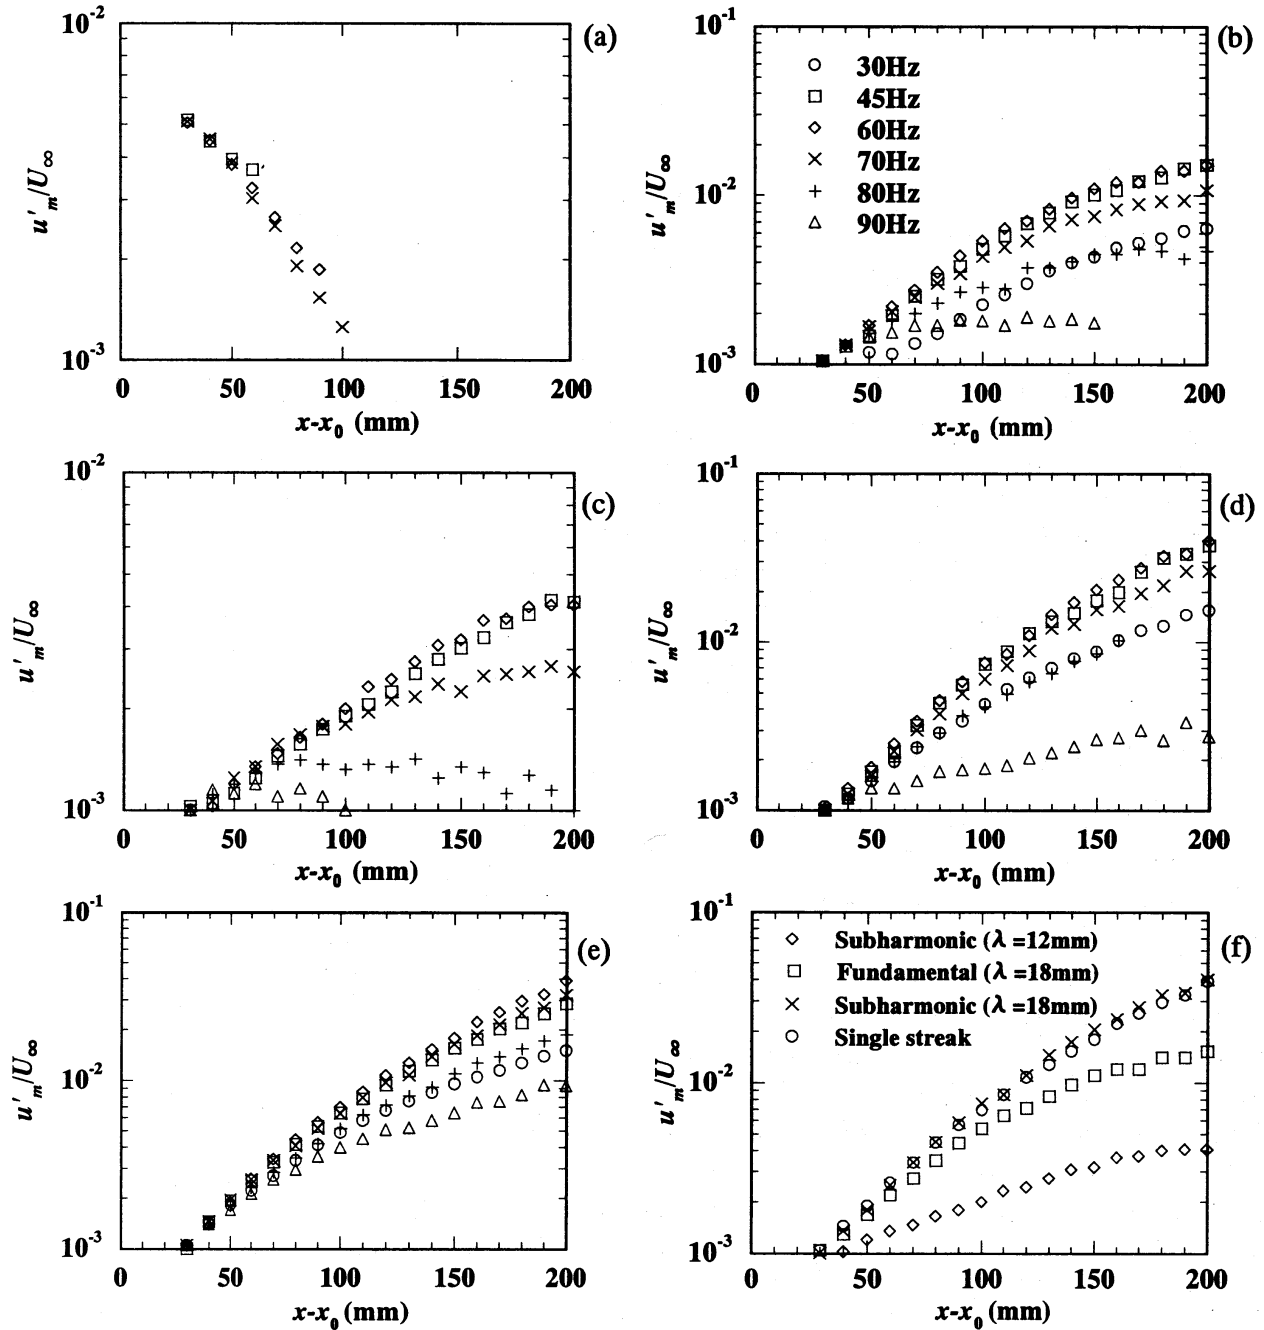 10-2
(a)
u'm/U∞
10-3
0 50 100 150 200
x-x0 (mm)
10-1
(b)
30Hz
45Hz
60Hz
70Hz
80Hz
90Hz
u'm/U∞
10-2
10-3
0 50 100 150 200
x-x0 (mm)
10-2
(c)
u'm/U∞
10-3
0 50 100 150 200
x-x0 (mm)
10-1
(d)
u'm/U∞
10-2
10-3
0 50 100 150 200
x-x0 (mm)
10-1
(e)
u'm/U∞
10-2
10-3
0 50 100 150 200
x-x0 (mm)
10-1
(f)
Subharmonic (λ=12mm)
Fundamental (λ=18mm)
Subharmonic (λ=18mm)
Single streak
u'm/U∞
10-2
10-3
0 50 100 150 200
x-x0 (mm)